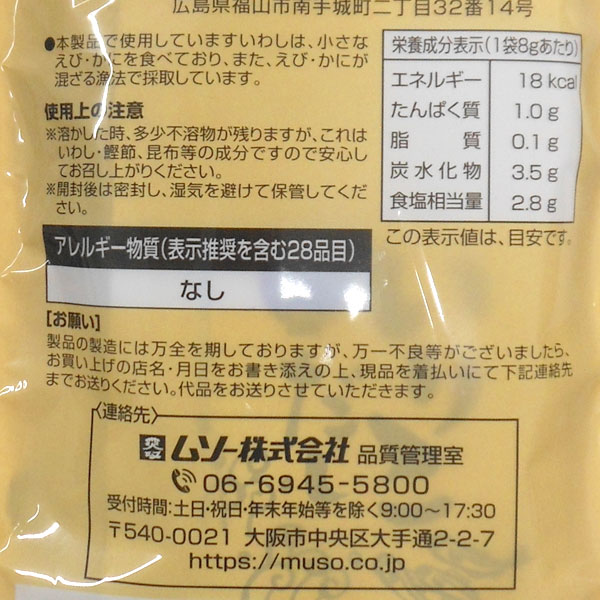 広島県福山市南手城町二丁目32番14号
●本製品で使用していますいわしは、小さな
えび・かにを食べており、また、えび・かにが
混ざる漁法で採取しています。
使用上の注意
※溶かした時、多少不溶物が残りますが、これは
いわし・鰹節、昆布等の成分ですので安心し
てお召し上がりください。
※開封後は密封し、湿気を避けて保管してくだ
さい。
栄養成分表示(1袋8gあたり)
エネルギー 18 kcal
たんぱく質 1.0 g
脂質 0.1 g
炭水化物 3.5 g
食塩相当量 2.8 g
この表示値は、目安です。
アレルギー物質(表示推奨を含む28品目)
なし
[お願い]
製品の製造には万全を期しておりますが、万一不良等がございましたら、
お買い上げの店名・月日をお書き添えの上、現品を着払いにて下記連絡先
までお送りください。代品をお送りさせていただきます。
〈連絡先〉
ムソー株式会社 品質管理室
06-6945-5800
受付時間:土日・祝日・年末年始等を除く9:00〜17:30
〒540-0021 大阪市中央区大手通2-2-7
https://muso.co.jp